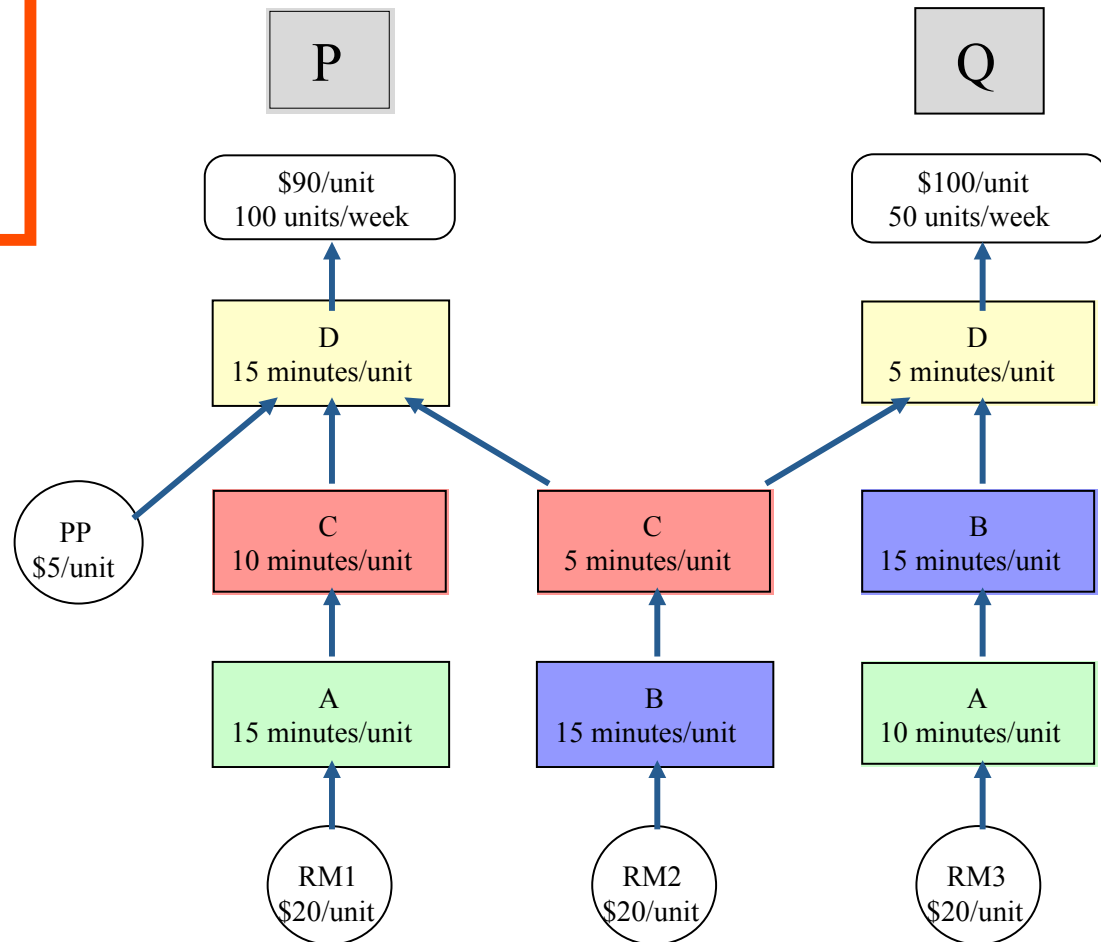 P
Q
$90/unit
100 units/week
$100/unit
50 units/week
D
15 minutes/unit
D
5 minutes/unit
PP
$5/unit
C
10 minutes/unit
C
5 minutes/unit
B
15 minutes/unit
A
15 minutes/unit
B
15 minutes/unit
A
10 minutes/unit
RM1
$20/unit
RM2
$20/unit
RM3
$20/unit